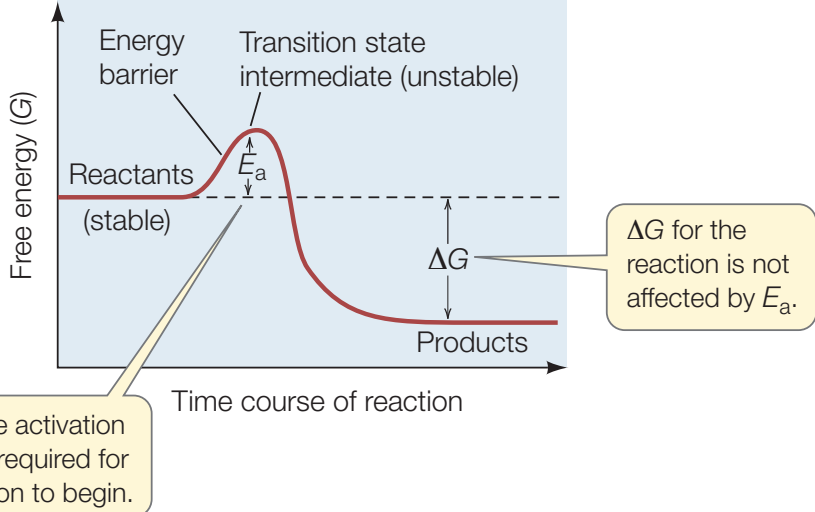 Energy
barrier
Transition state
intermediate (unstable)
Free energy (G)
Reactants
(stable)
Ea
ΔG
ΔG for the
reaction is not
affected by Ea.
Products
Time course of reaction
activation
required for
to begin.